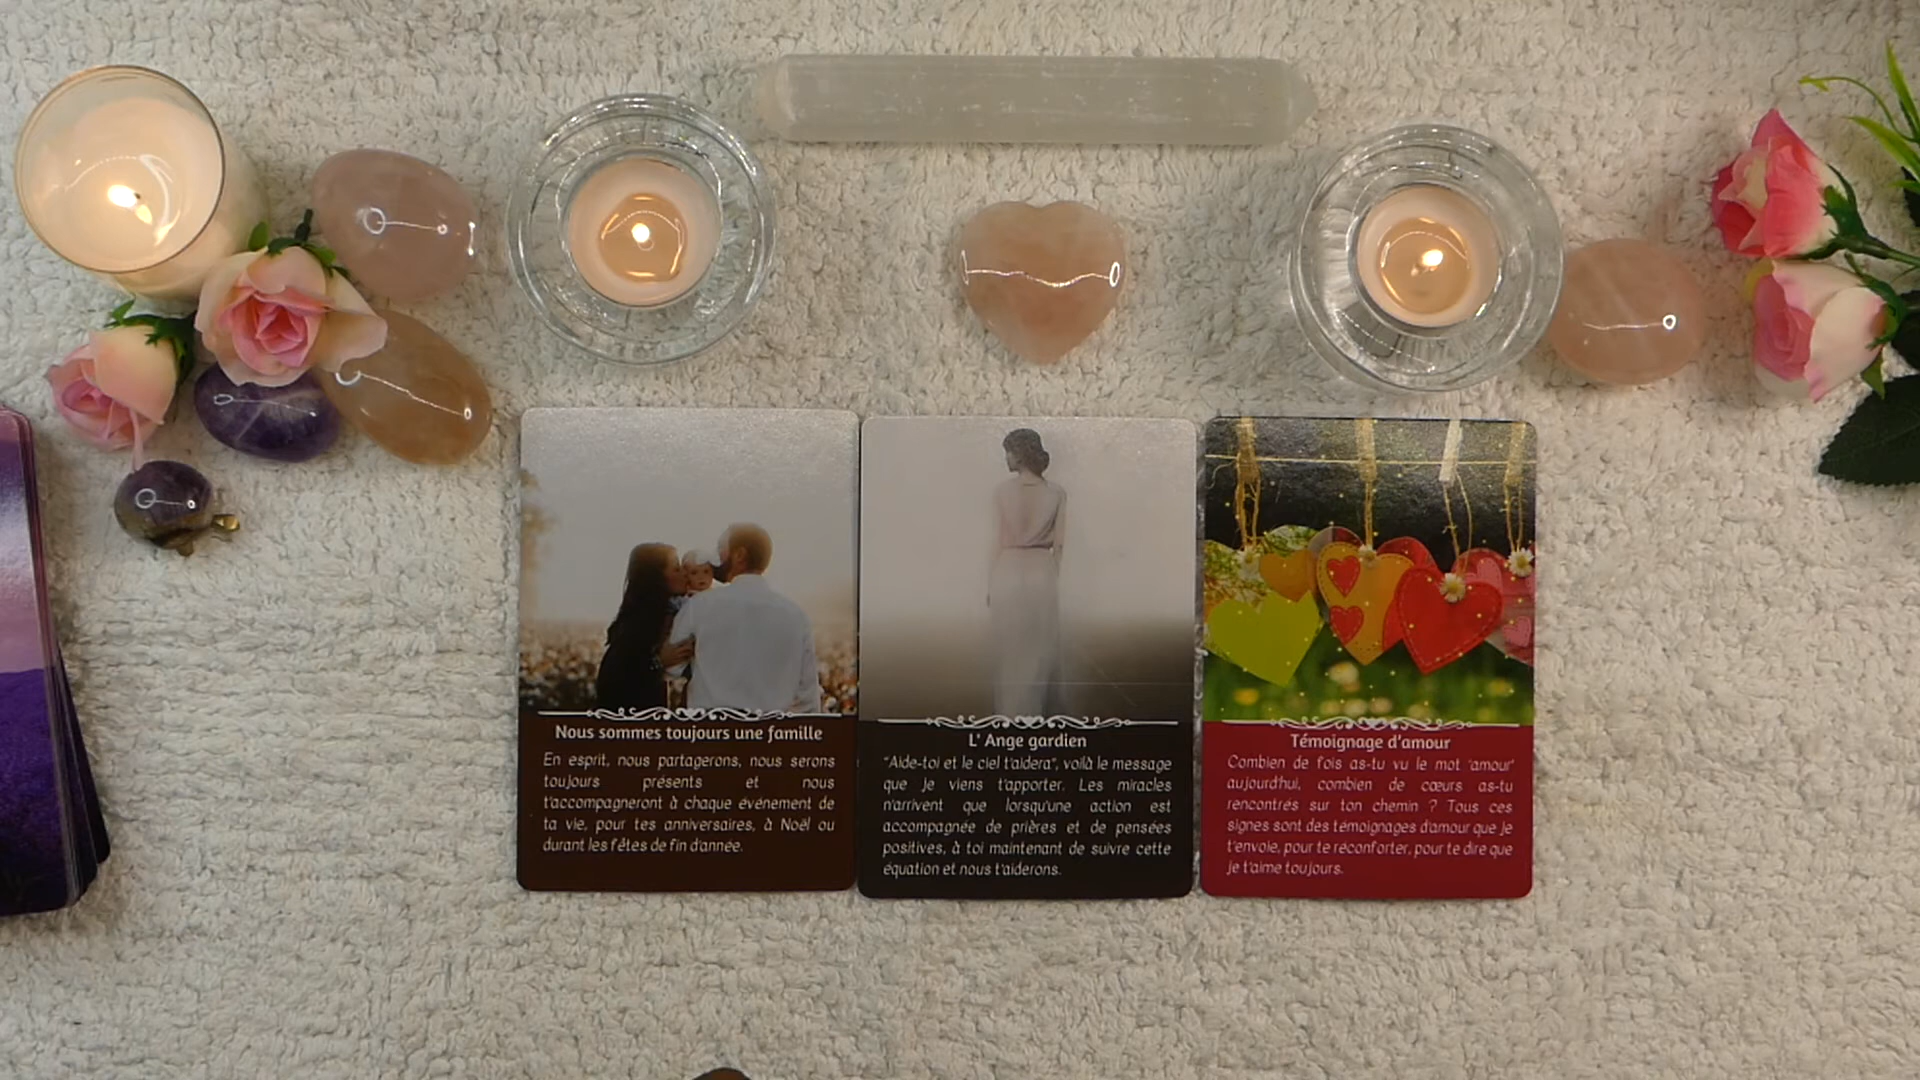 Nous sommes toujours une famille
En esprit, nous partagerons, nous serons
toujours présents et nous
t'accompagneront à chaque événement de
ta vie, pour tes anniversaires, à Noël ou
durant les fêtes de fin d'année.
L' Ange gardien
"Aide-toi et le ciel t'aidera", voilà le message
que je viens t'apporter. Les miracles
n'arrivent que lorsqu'une action est
accompagnée de prières et de pensées
positives, à toi maintenant de suivre cette
équation et nous t'aiderons.
Témoignage d'amour
Combien de fois as-tu vu le mot "amour"
aujourd'hui, combien de cœurs as-tu
rencontrés sur ton chemin ? Tous ces
signes sont des témoignages d'amour que je
t'envoie, pour te réconforter, pour te dire que
je t'aime toujours.